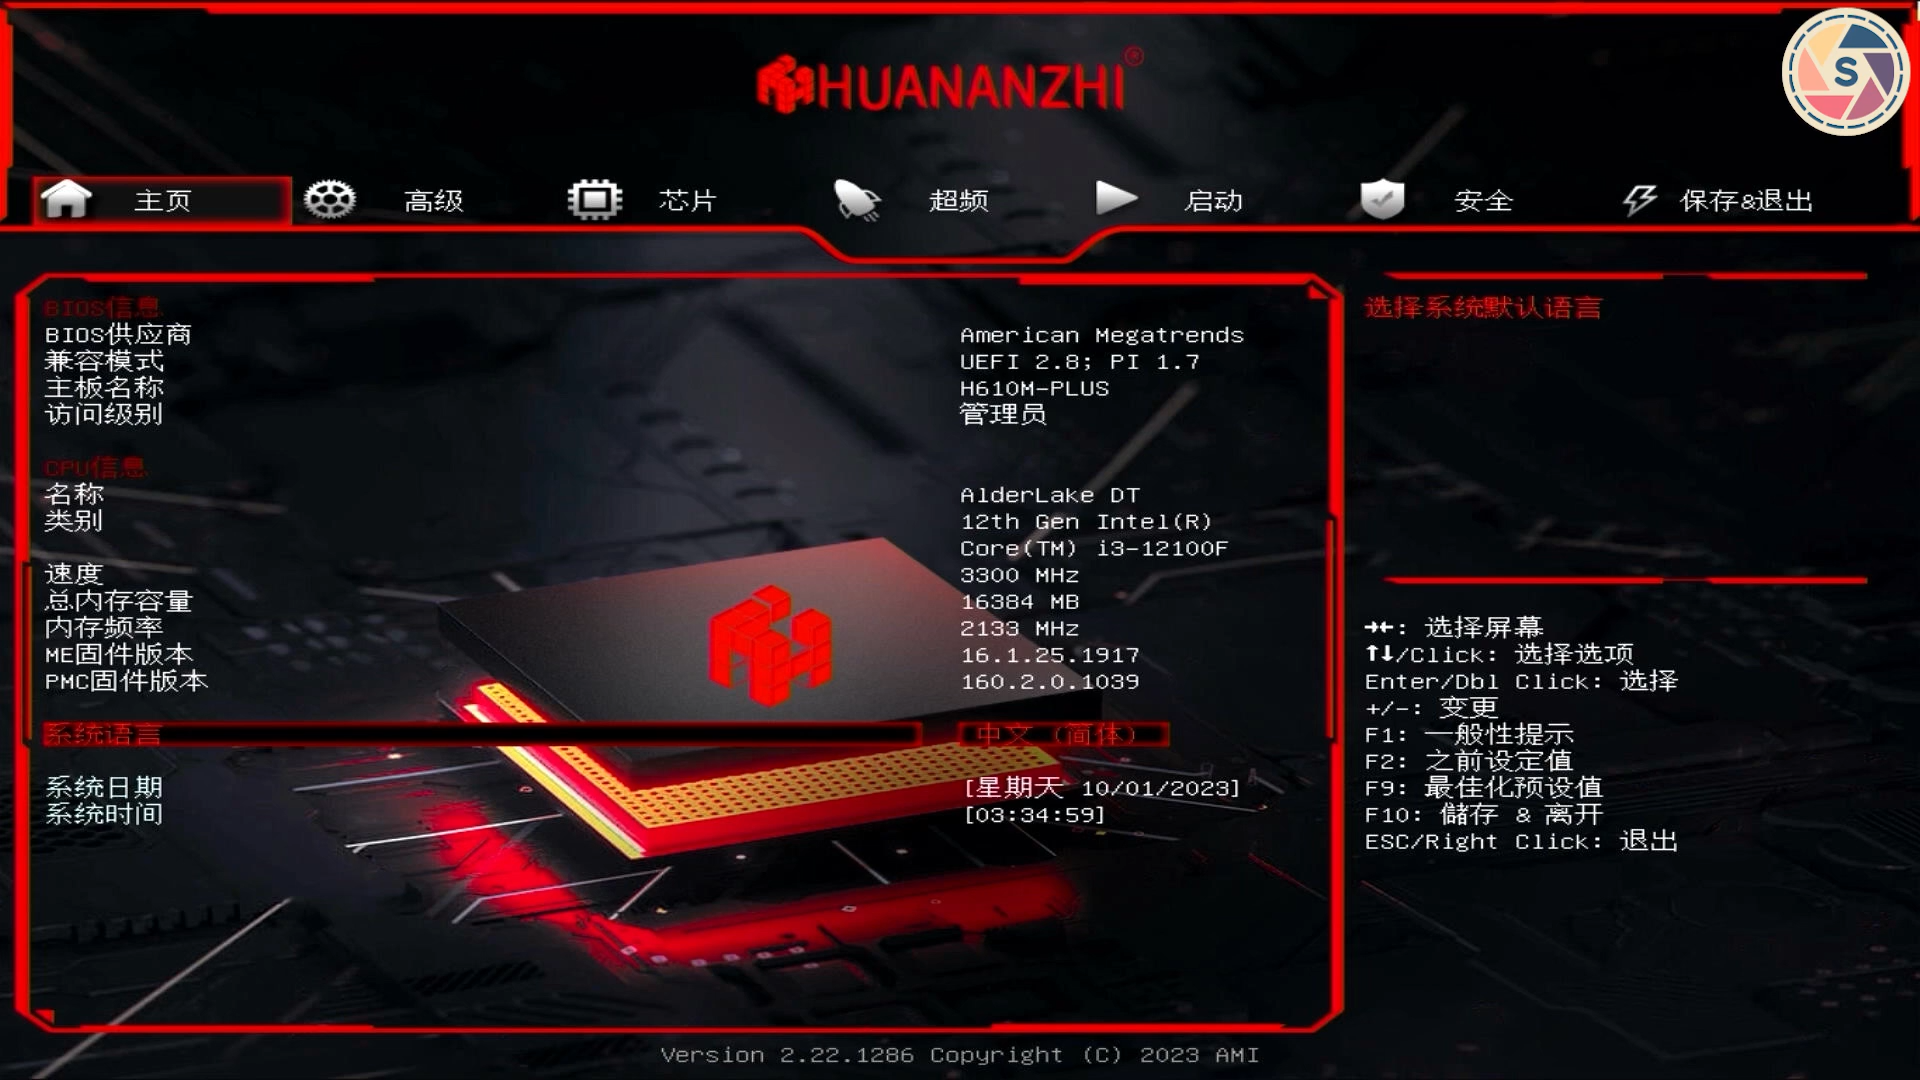 HUANANZHI®
S
主页 高级 芯片 超频 启动 安全 保存&退出
BIOS信息
BIOS供应商 American Megatrends
兼容模式 UEFI 2.8; PI 1.7
主板名称 H610M-PLUS
访问级别 管理员
CPU信息
名称 AlderLake DT
类别 12th Gen Intel(R)
Core(TM) i3-12100F
速度 3300 MHz
总内存容量 16384 MB
内存频率 2133 MHz
ME固件版本 16.1.25.1917
PMC固件版本 160.2.0.1039
系统语言 中文 (简体)
系统日期 [星期天 10/01/2023]
系统时间 [03:34:59]
选择系统默认语言
→←: 选择屏幕
↑↓/Click: 选择选项
Enter/Dbl Click: 选择
+/-: 变更
F1: 一般性提示
F2: 之前设定值
F9: 最佳化预设值
F10: 儲存 & 离开
ESC/Right Click: 退出
Version 2.22.1286 Copyright (C) 2023 AMI